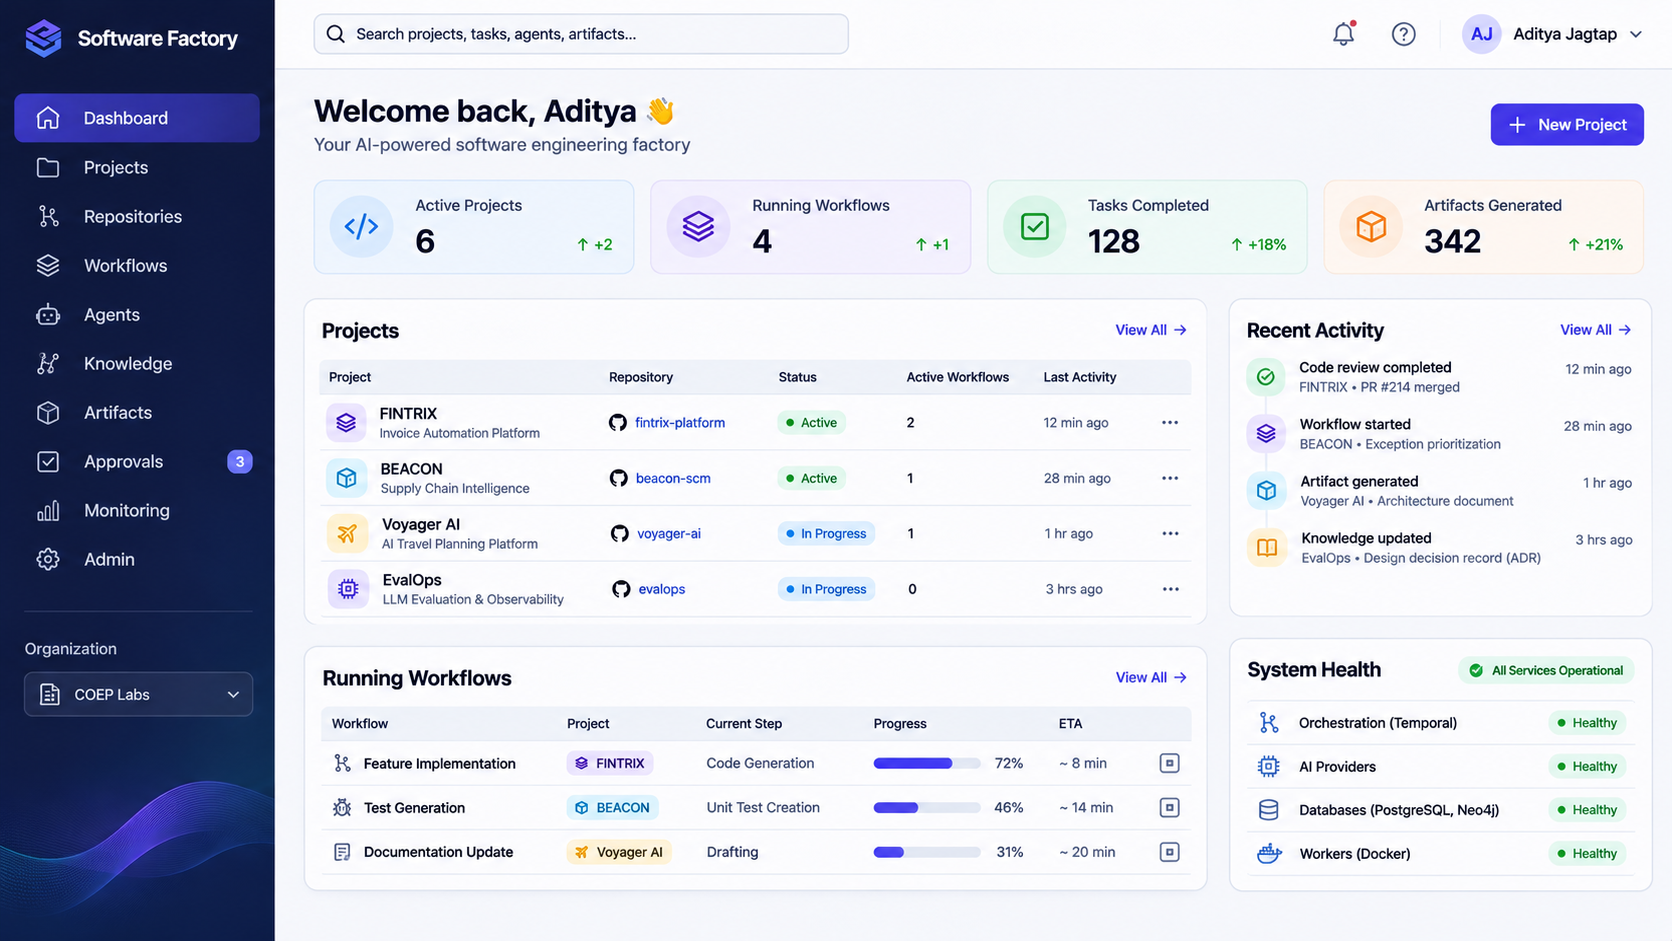 Software Factory
Dashboard
Projects
Repositories
Workflows
Agents
Knowledge
Artifacts
Approvals 3
Monitoring
Admin
Organization
COEP Labs
Search projects, tasks, agents, artifacts...
AJ Aditya Jagtap
Welcome back, Aditya 👋
Your AI-powered software engineering factory
+ New Project
Active Projects
6 ↑ +2
Running Workflows
4 ↑ +1
Tasks Completed
128 ↑ +18%
Artifacts Generated
342 ↑ +21%
Projects View All →
Project Repository Status Active Workflows Last Activity
FINTRIX
Invoice Automation Platform
fintrix-platform Active 2 12 min ago ...
BEACON
Supply Chain Intelligence
beacon-scm Active 1 28 min ago ...
Voyager AI
AI Travel Planning Platform
voyager-ai In Progress 1 1 hr ago ...
EvalOps
LLM Evaluation & Observability
evalops In Progress 0 3 hrs ago ...
Recent Activity View All →
Code review completed 12 min ago
FINTRIX • PR #214 merged
Workflow started 28 min ago
BEACON • Exception prioritization
Artifact generated 1 hr ago
Voyager AI • Architecture document
Knowledge updated 3 hrs ago
EvalOps • Design decision record (ADR)
Running Workflows View All →
Workflow Project Current Step Progress ETA
Feature Implementation FINTRIX Code Generation 72% ~ 8 min
Test Generation BEACON Unit Test Creation 46% ~ 14 min
Documentation Update Voyager AI Drafting 31% ~ 20 min
System Health All Services Operational
Orchestration (Temporal) Healthy
AI Providers Healthy
Databases (PostgreSQL, Neo4j) Healthy
Workers (Docker) Healthy